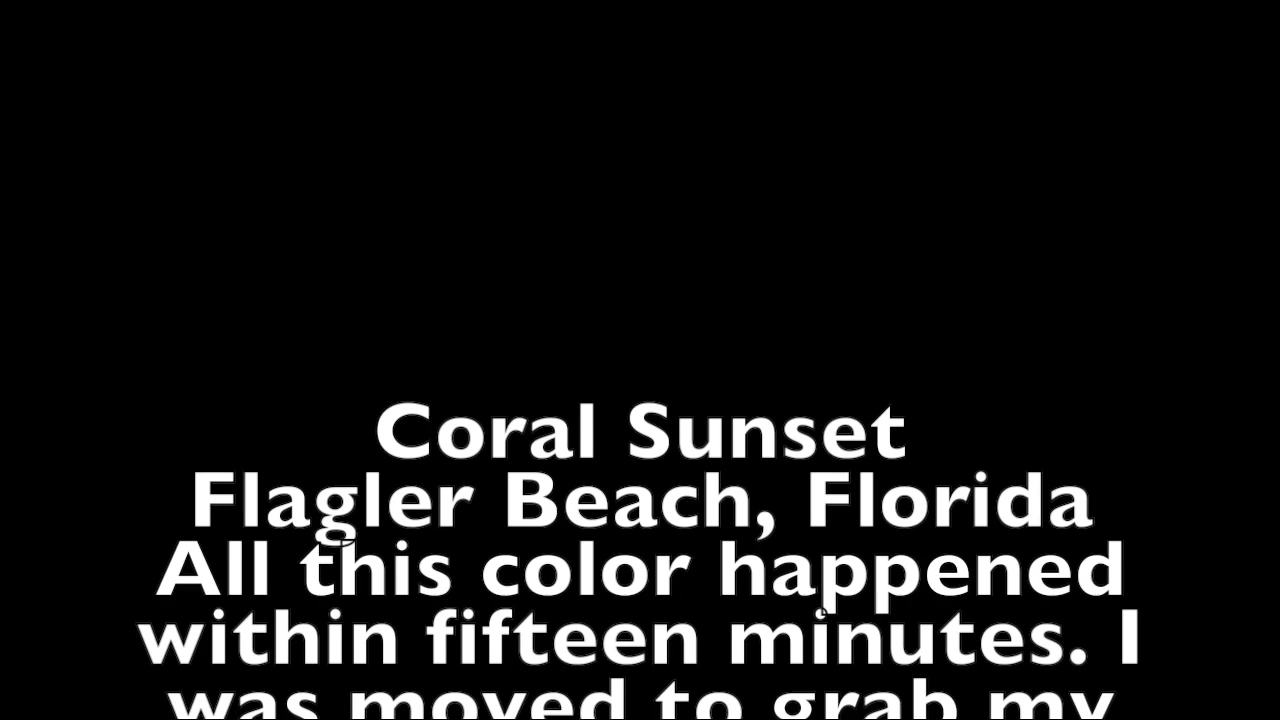 Coral Sunset
Flagler Beach, Florida
All this color happened
within fifteen minutes. I
was moved to grab my